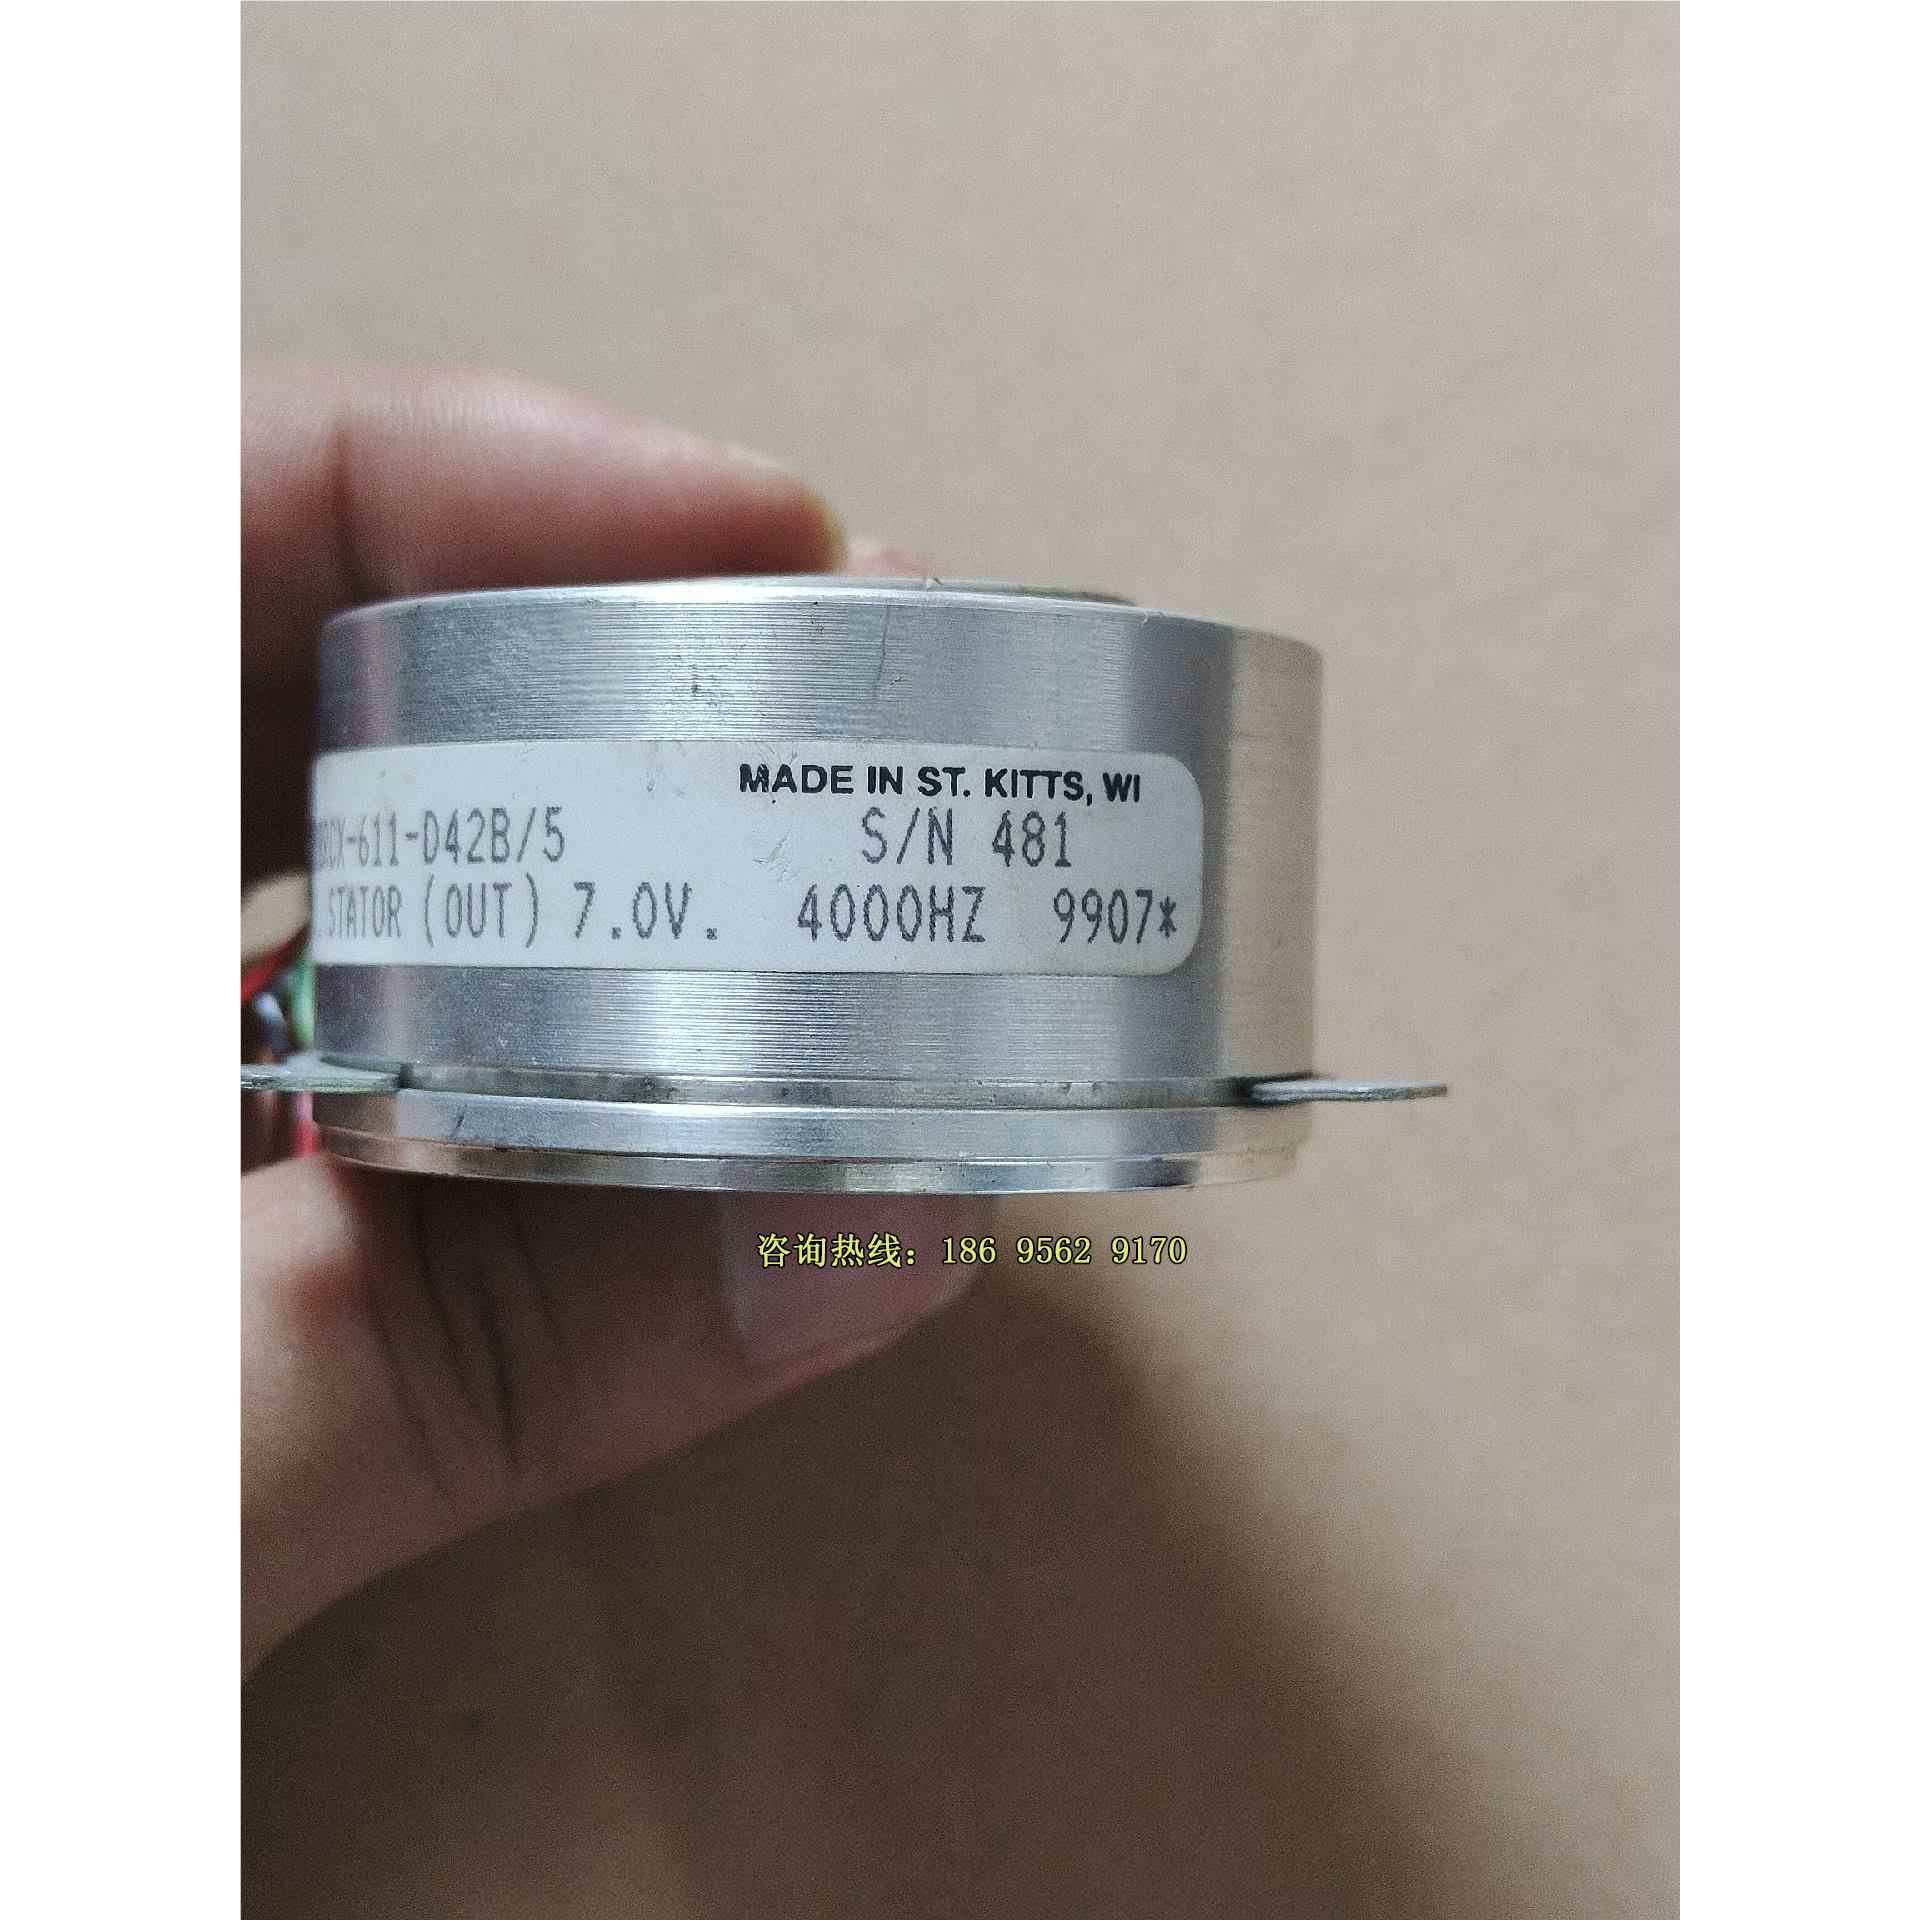 MADE IN ST. KITTS, WI
CX-611-D42B/5 S/N 481
STATOR (OUT) 7.0V. 4000HZ 9907*
咨询热线：186 9562 9170